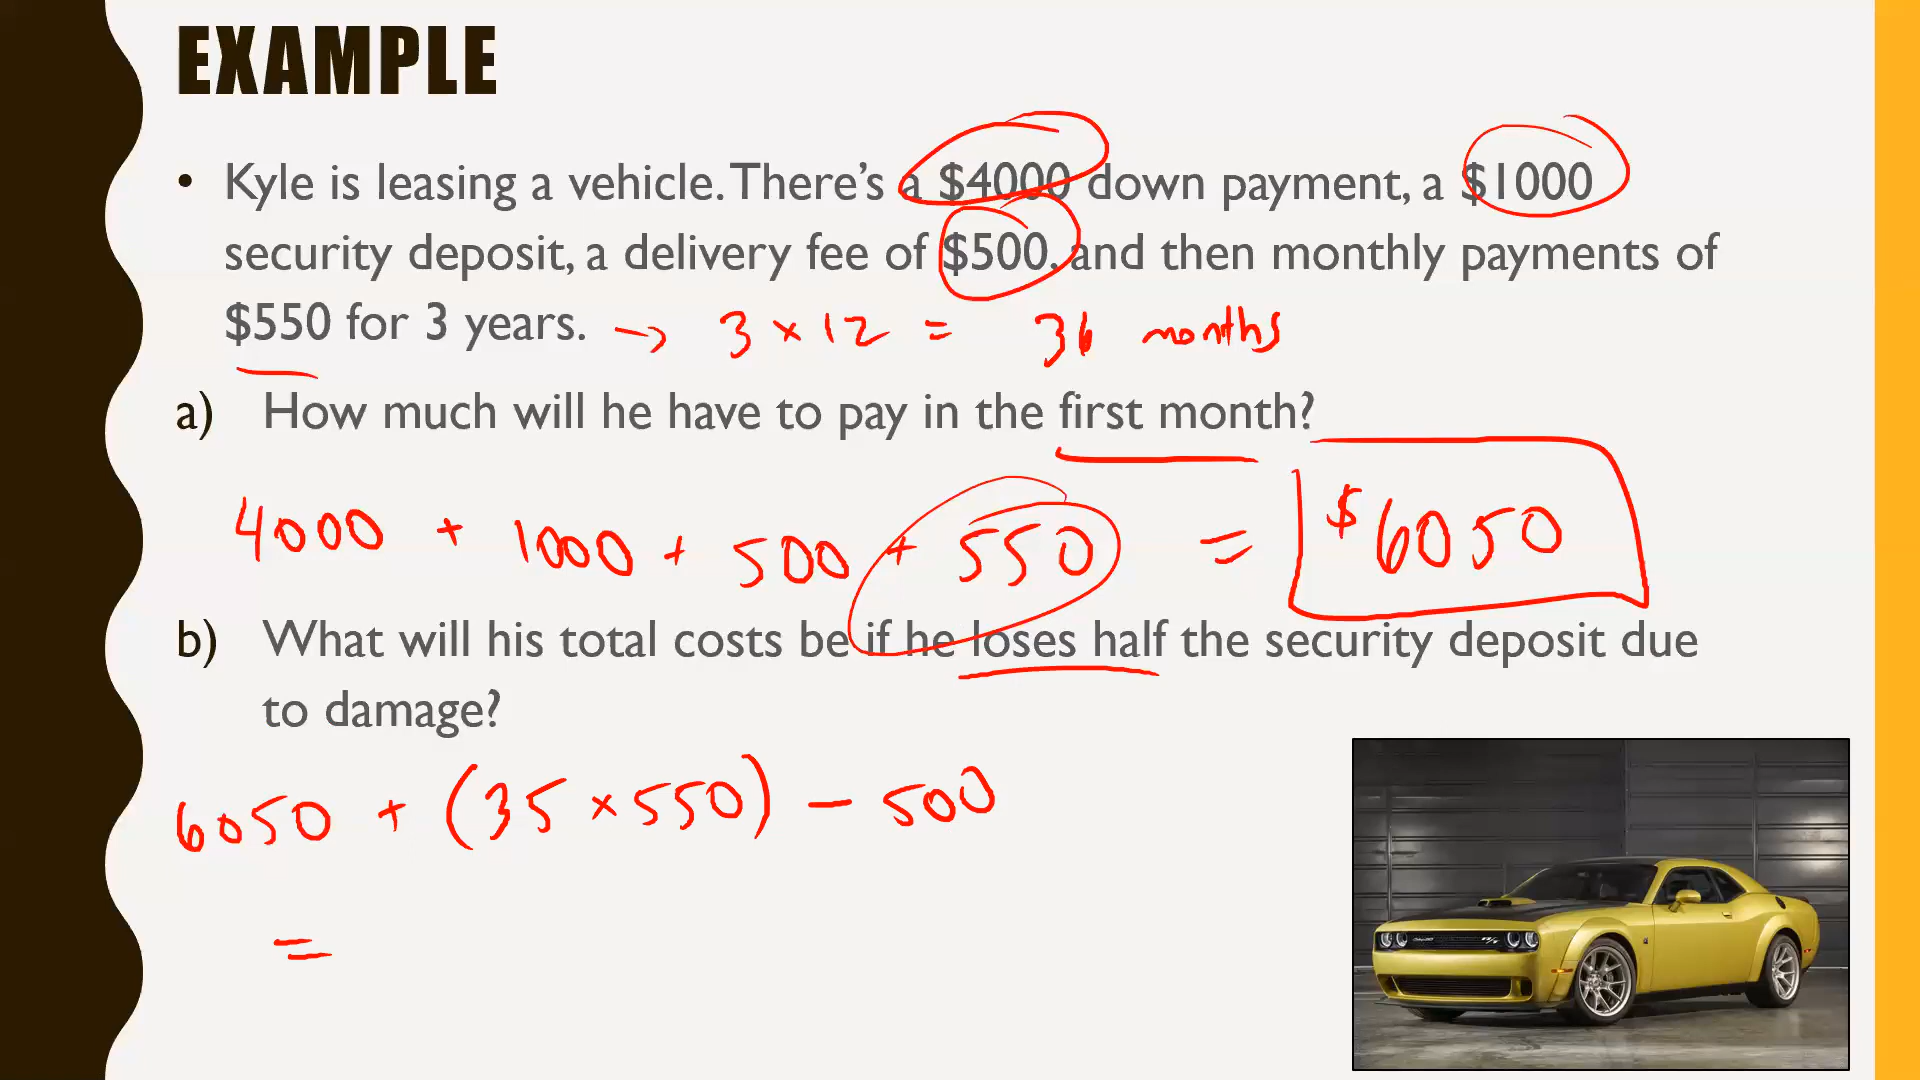 EXAMPLE
• Kyle is leasing a vehicle. There's a $4000 down payment, a $1000
security deposit, a delivery fee of $500, and then monthly payments of
$550 for 3 years. → 3 × 12 = 36 months
a) How much will he have to pay in the first month?
4000 + 1000 + 500 + 550 = $6050
b) What will his total costs be if he loses half the security deposit due
to damage?
6050 + (35 × 550) - 500
=